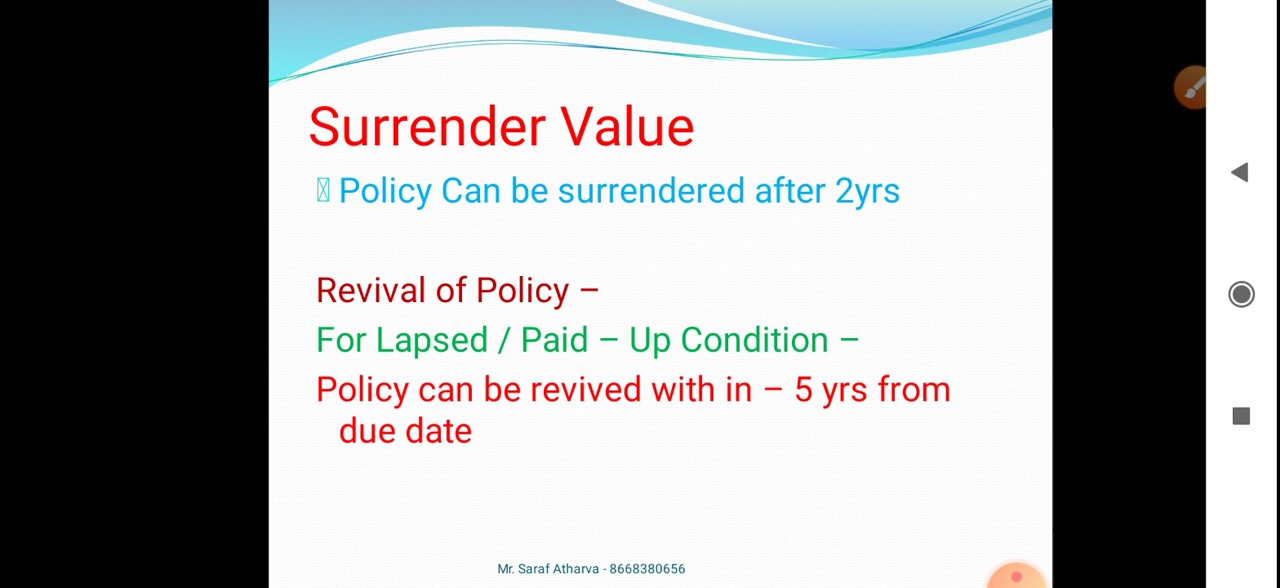 Surrender Value
Policy Can be surrendered after 2yrs
Revival of Policy –
For Lapsed / Paid – Up Condition –
Policy can be revived with in – 5 yrs from
due date
Mr. Saraf Atharva - 8668380656